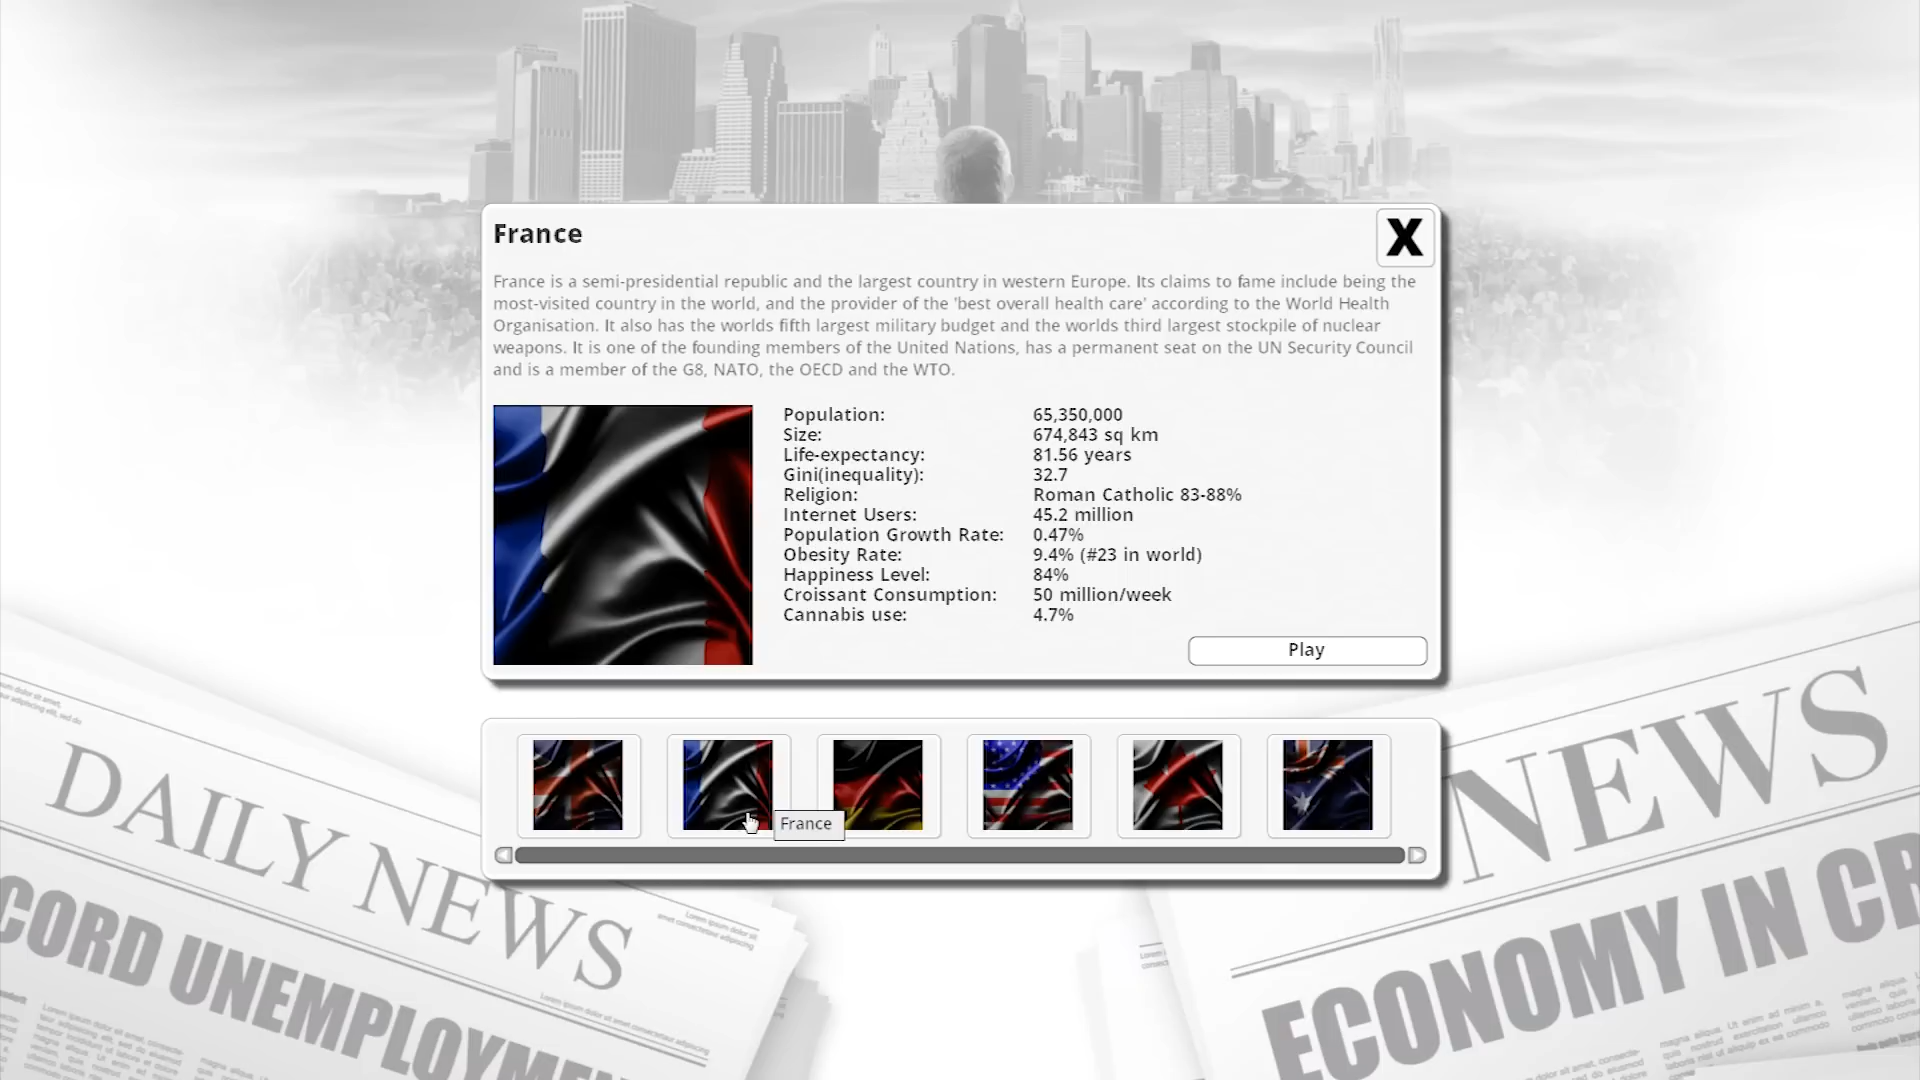 France
X
France is a semi-presidential republic and the largest country in western Europe. Its claims to fame include being the
most-visited country in the world, and the provider of the 'best overall health care' according to the World Health
Organisation. It also has the worlds fifth largest military budget and the worlds third largest stockpile of nuclear
weapons. It is one of the founding members of the United Nations, has a permanent seat on the UN Security Council
and is a member of the G8, NATO, the OECD and the WTO.
Population: 65,350,000
Size: 674,843 sq km
Life-expectancy: 81.56 years
Gini(inequality): 32.7
Religion: Roman Catholic 83-88%
Internet Users: 45.2 million
Population Growth Rate: 0.47%
Obesity Rate: 9.4% (#23 in world)
Happiness Level: 84%
Croissant Consumption: 50 million/week
Cannabis use: 4.7%
Play
France
DAILY NEWS
CORD UNEMPLOYME
NEWS
ECONOMY IN CR
Lorem ipsum dolor sit
amet consectetuer adipiscing